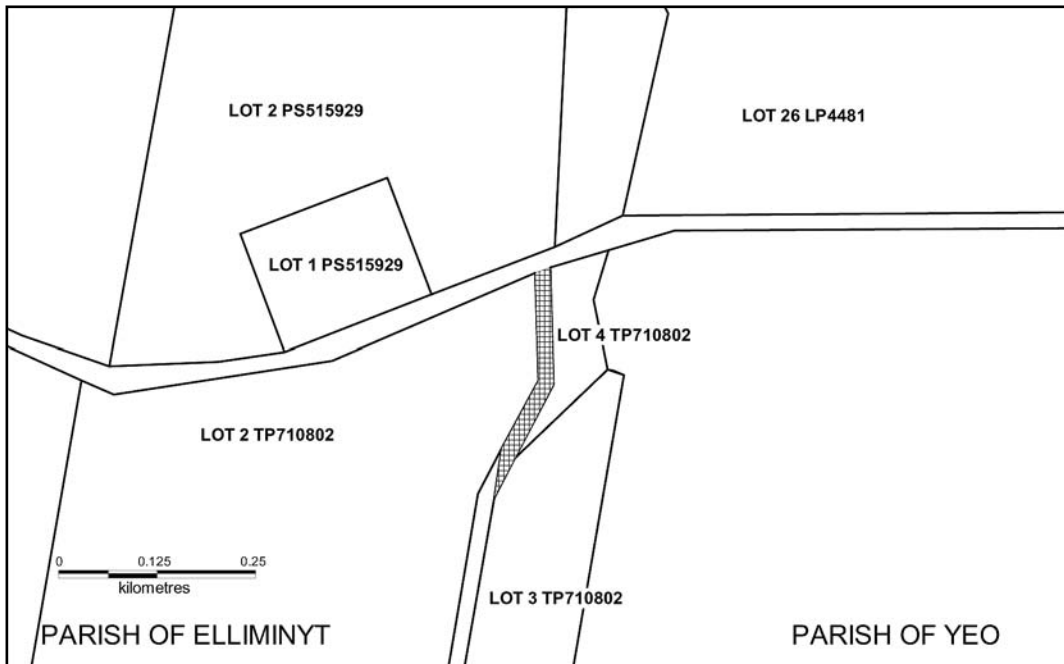 LOT 2 PS515929
LOT 26 LP4481
LOT 1 PS515929
LOT 4 TP710802
LOT 2 TP710802
0 0.125 0.25
kilometres
LOT 3 TP710802
PARISH OF ELLIMINYT
PARISH OF YEO